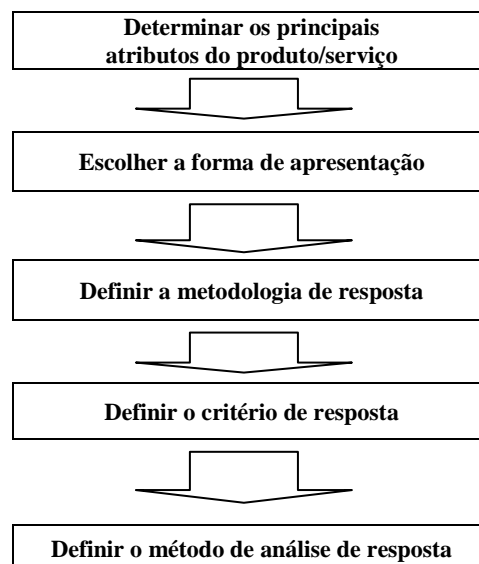 Determinar os principais
atributos do produto/serviço
Escolher a forma de apresentação
Definir a metodologia de resposta
Definir o critério de resposta
Definir o método de análise de resposta